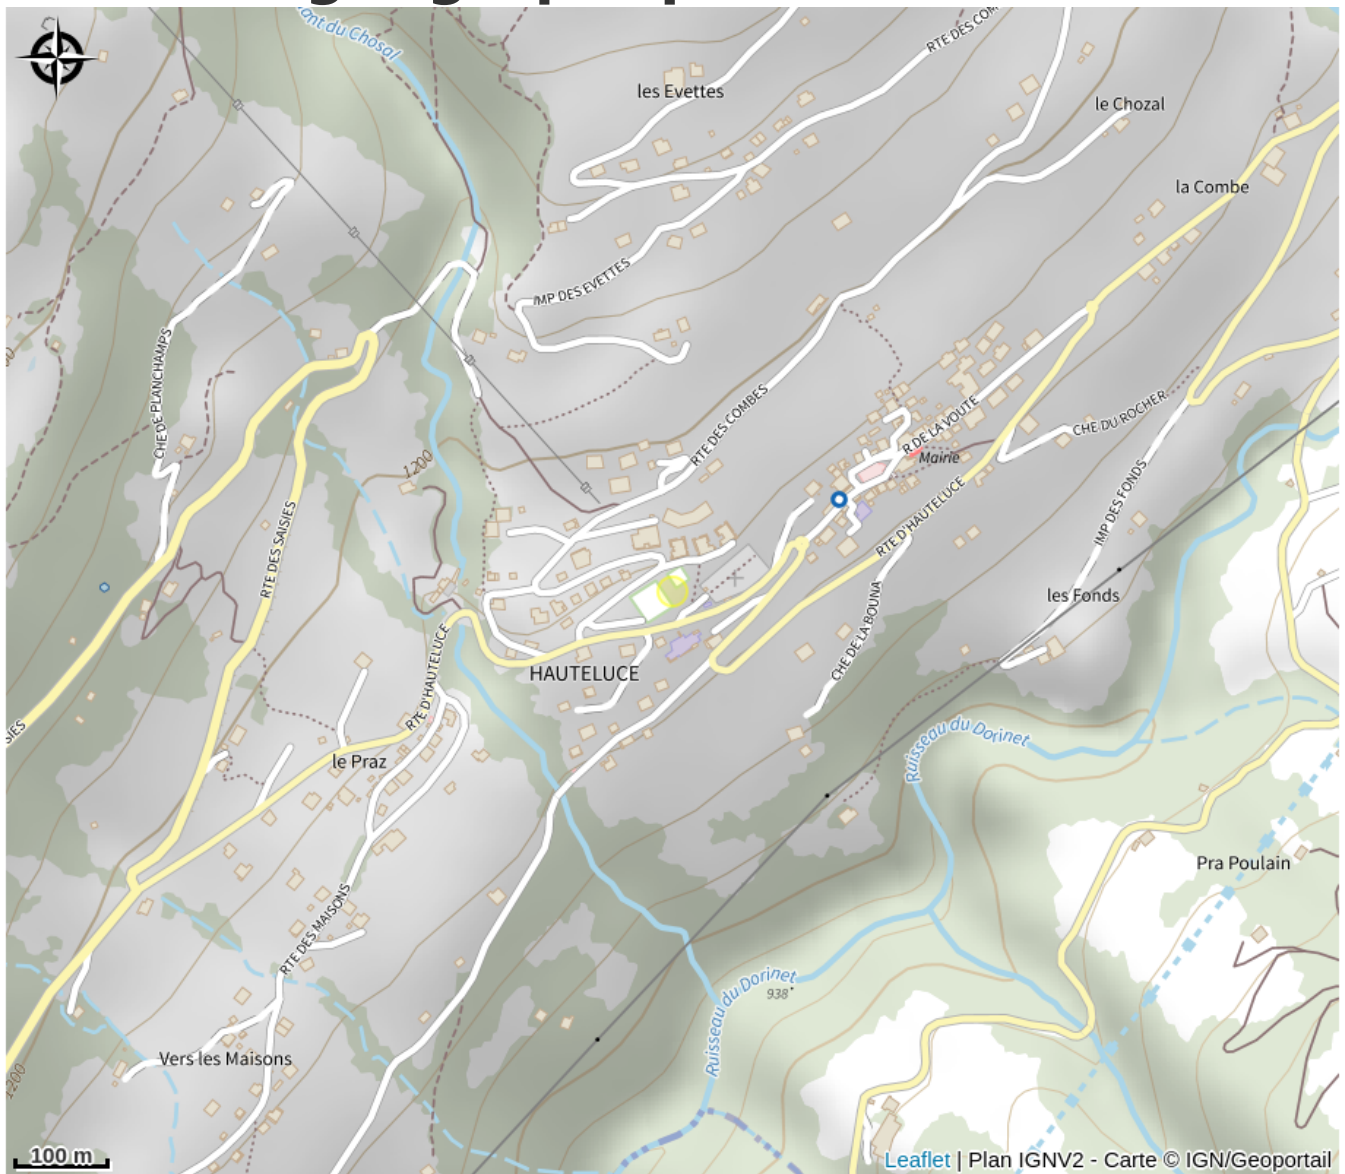 ant du Chosal
RTE DES COM
les Evettes
le Chozal
la Combe
IMP DES EVETTES
CHE DE PLANCHAMPS
RTE DES COMBES
R DE LA VOUTE
CHE DU ROCHER
Mairie
1200
RTE D'HAUTELUCE
IMP DES FONDS
RTE DES SAISIES
les Fonds
CHE DE LA BOUNA
RTE D'HAUTELUCE
HAUTELUCE
SIES
le Praz
Ruisseau du Dorinet
Pra Poulain
RTE DES MAISONS
Ruisseau du Dorinet
938
Vers les Maisons
1200
100 m
Leaflet | Plan IGNV2 - Carte © IGN/Geoportail